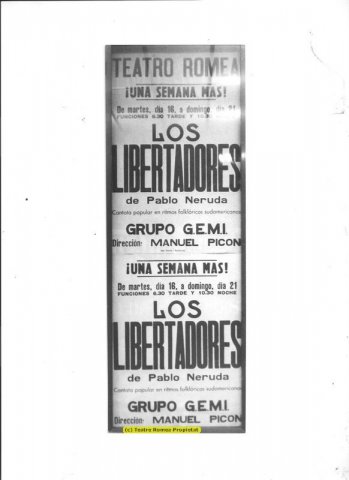 TEATRO ROMEA
¡UNA SEMANA MAS!
De martes, día 16, a domingo, día 21
FUNCIONES 6.30 TARDE Y 10.30
LOS
LIBERTADORES
de Pablo Neruda
Cantata popular en ritmos folklóricos sudamericanos
GRUPO G.E.M.I.
Dirección: MANUEL PICON
¡UNA SEMANA MAS!
De martes, día 16, a domingo, día 21
FUNCIONES 6.30 TARDE Y 10.30 NOCHE
LOS
LIBERTADORES
de Pablo Neruda
Cantata popular en ritmos folklóricos sudamericanos
GRUPO G.E.M.I.
Dirección: MANUEL PICON
(c) Teatre Romea Propietat